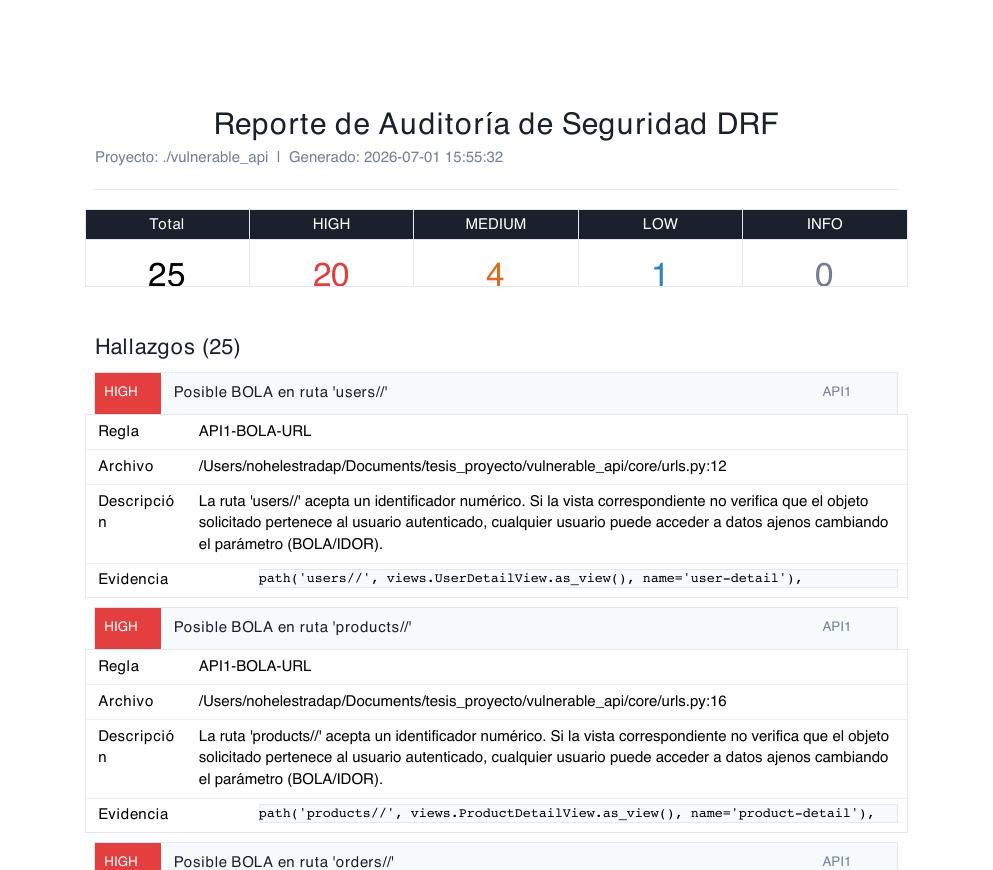 Reporte de Auditoría de Seguridad DRF
Proyecto: ./vulnerable_api | Generado: 2026-07-01 15:55:32
Total HIGH MEDIUM LOW INFO
25 20 4 1 0
Hallazgos (25)
HIGH Posible BOLA en ruta 'users//' API1
Regla API1-BOLA-URL
Archivo /Users/nohelestradap/Documents/tesis_proyecto/vulnerable_api/core/urls.py:12
Descripció La ruta 'users//' acepta un identificador numérico. Si la vista correspondiente no verifica que el objeto
n solicitado pertenece al usuario autenticado, cualquier usuario puede acceder a datos ajenos cambiando
el parámetro (BOLA/IDOR).
Evidencia path('users//', views.UserDetailView.as_view(), name='user-detail'),
HIGH Posible BOLA en ruta 'products//' API1
Regla API1-BOLA-URL
Archivo /Users/nohelestradap/Documents/tesis_proyecto/vulnerable_api/core/urls.py:16
Descripció La ruta 'products//' acepta un identificador numérico. Si la vista correspondiente no verifica que el objeto
n solicitado pertenece al usuario autenticado, cualquier usuario puede acceder a datos ajenos cambiando
el parámetro (BOLA/IDOR).
Evidencia path('products//', views.ProductDetailView.as_view(), name='product-detail'),
HIGH Posible BOLA en ruta 'orders//' API1